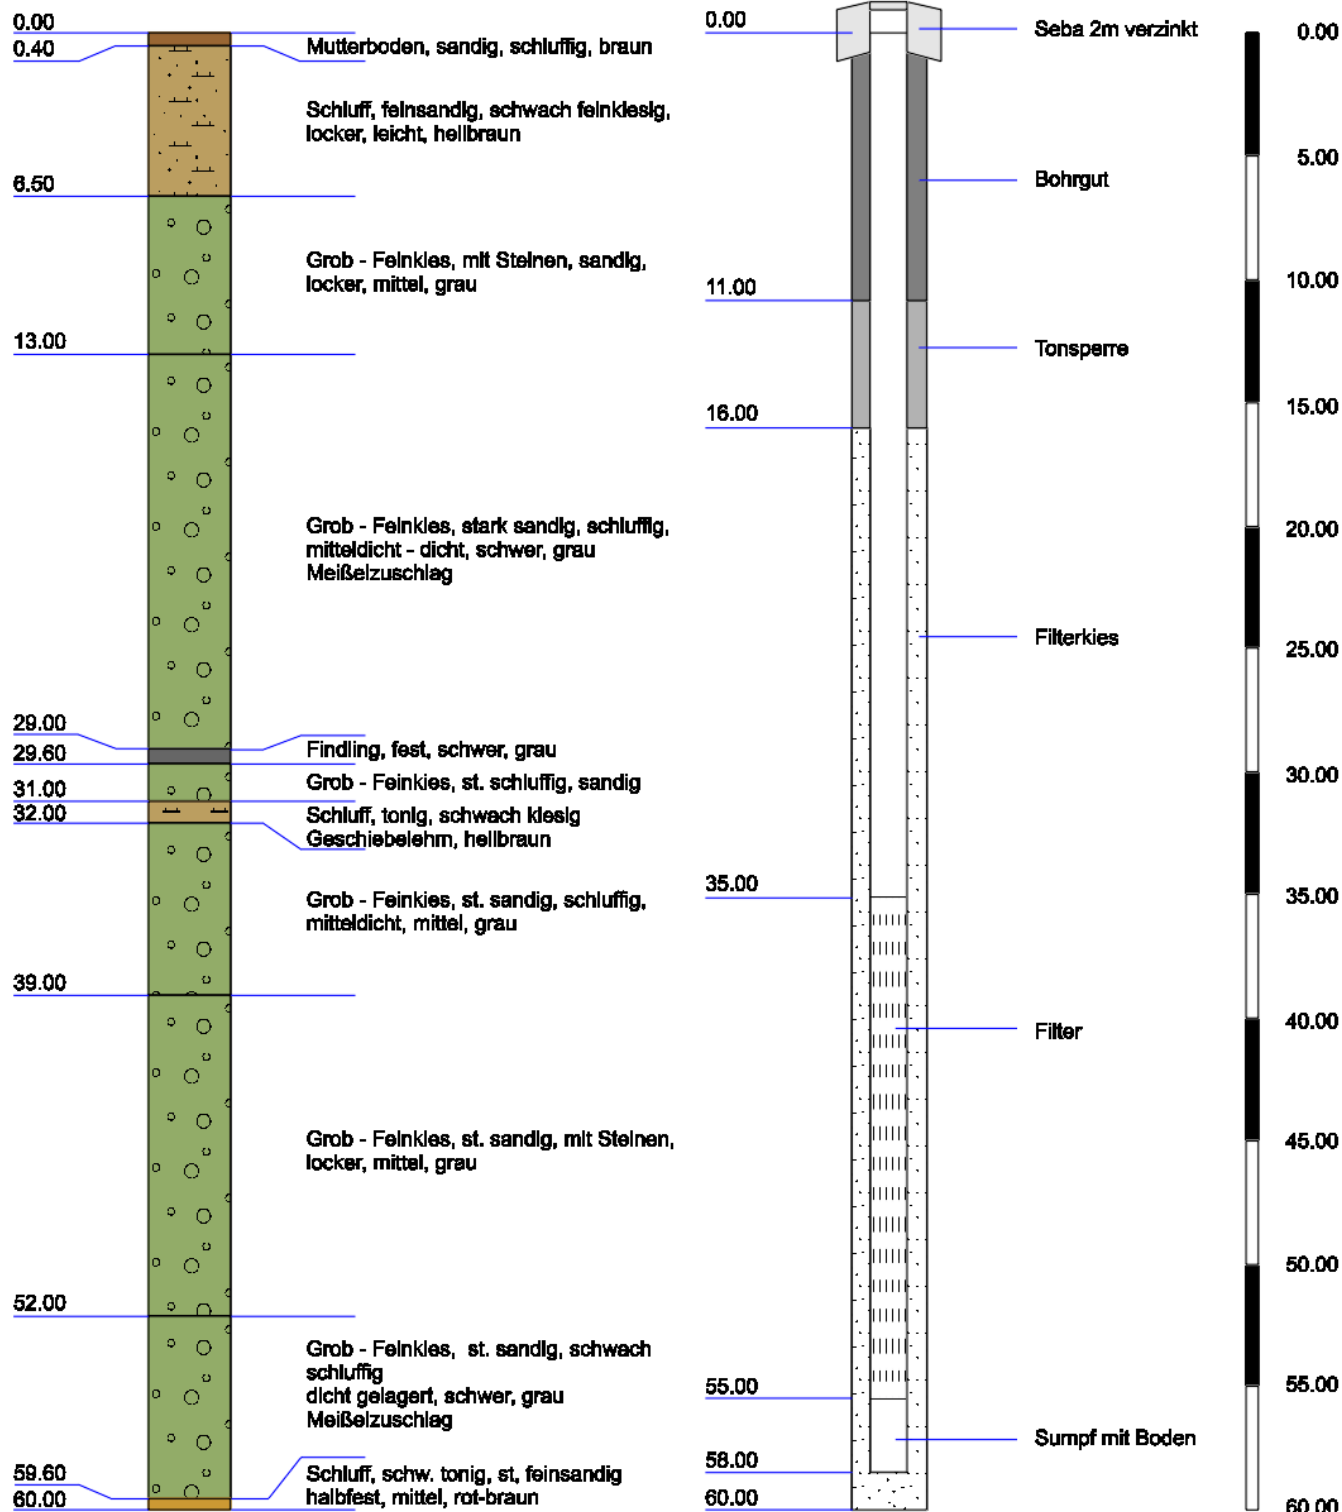 0.00
0.40
Mutterboden, sandig, schluffig, braun
Schluff, feinsandig, schwach feinkiesig,
locker, leicht, hellbraun
6.50
Grob - Feinkies, mit Steinen, sandig,
locker, mittel, grau
13.00
Grob - Feinkies, stark sandig, schluffig,
mitteldicht - dicht, schwer, grau
Meißelzuschlag
29.00
29.60
Findling, fest, schwer, grau
Grob - Feinkies, st. schluffig, sandig
31.00
32.00
Schluff, tonig, schwach kiesig
Geschiebelehm, hellbraun
Grob - Feinkies, st. sandig, schluffig,
mitteldicht, mittel, grau
39.00
Grob - Feinkies, st. sandig, mit Steinen,
locker, mittel, grau
52.00
Grob - Feinkies, st. sandig, schwach
schluffig
dicht gelagert, schwer, grau
Meißelzuschlag
59.60
60.00
Schluff, schw. tonig, st, feinsandig
halbfest, mittel, rot-braun
0.00
Seba 2m verzinkt
Bohrgut
11.00
Tonsperre
16.00
Filterkies
35.00
Filter
55.00
Sumpf mit Boden
58.00
60.00
0.00
5.00
10.00
15.00
20.00
25.00
30.00
35.00
40.00
45.00
50.00
55.00
60.00